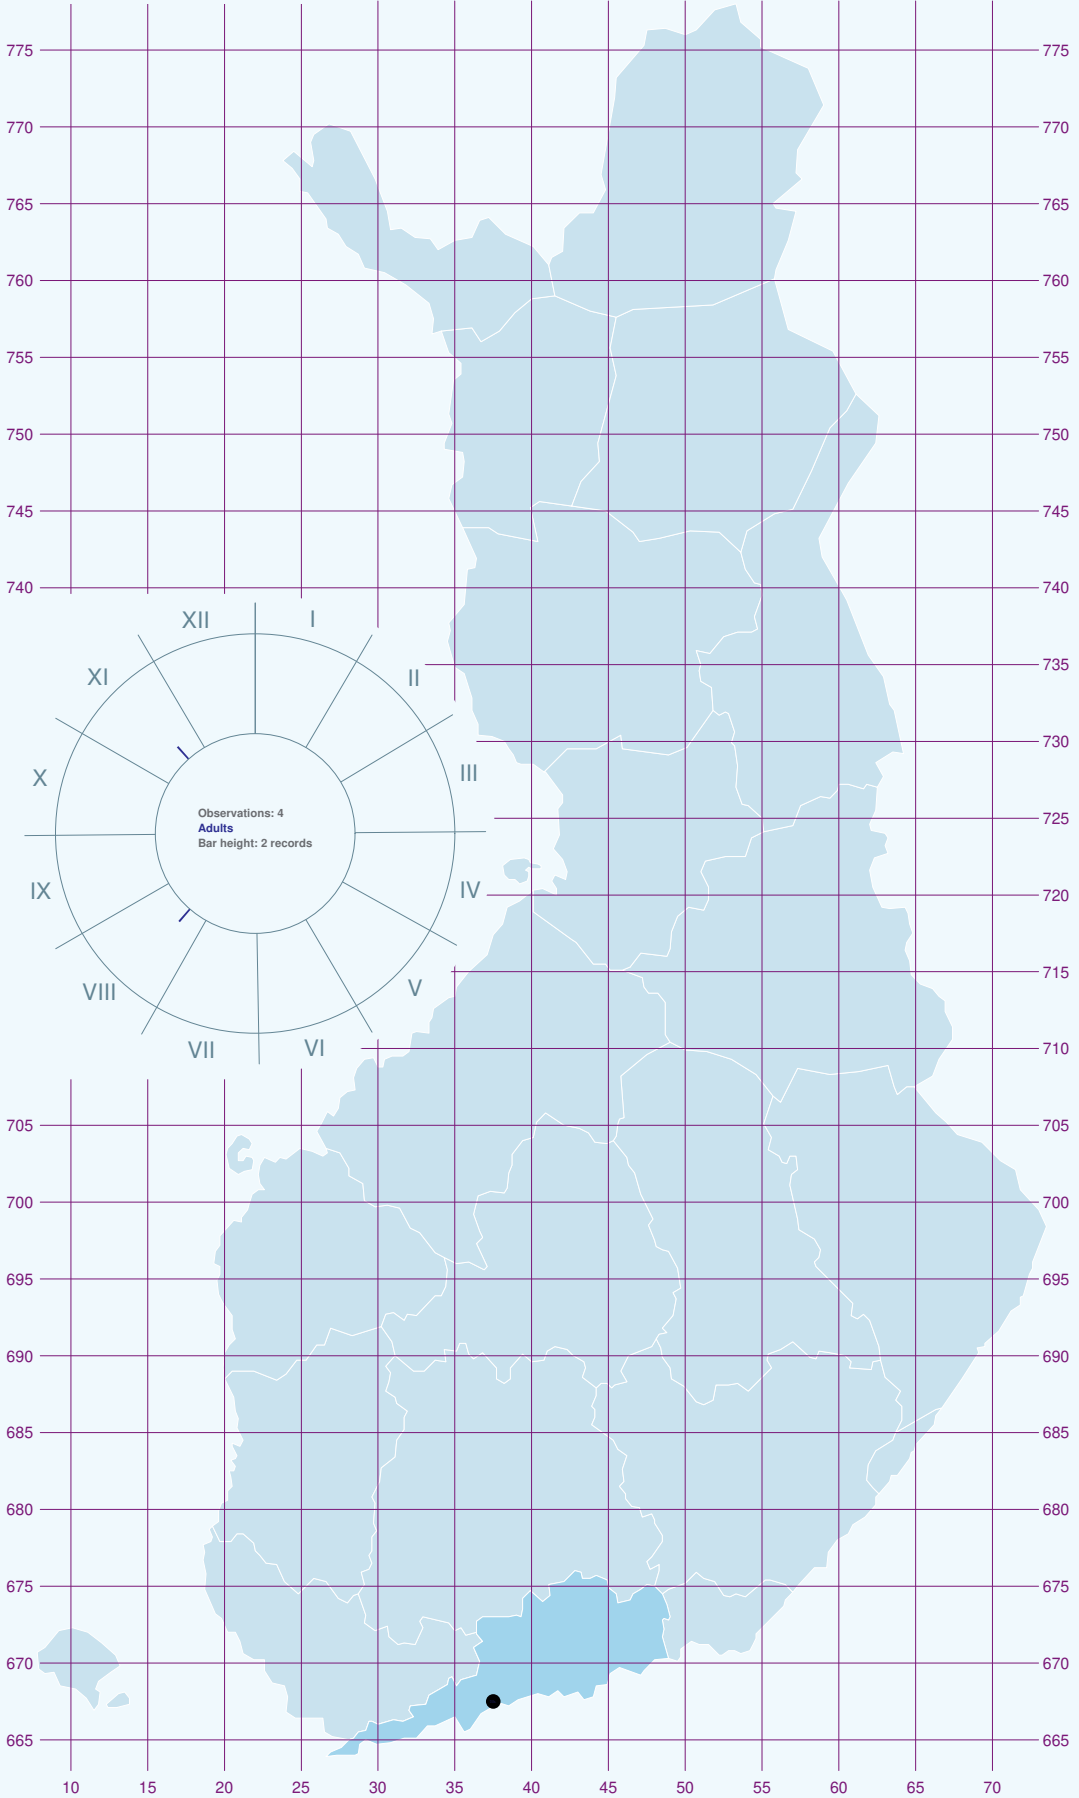 775 775
770 770
765 765
760 760
755 755
750 750
745 745
740 740
XII I
XI II
735
730
X III
Observations: 4
Adults
Bar height: 2 records
725
IX IV
720
VIII V
715
VII VI
710
705 705
700 700
695 695
690 690
685 685
680 680
675 675
670 670
665 665
10 15 20 25 30 35 40 45 50 55 60 65 70